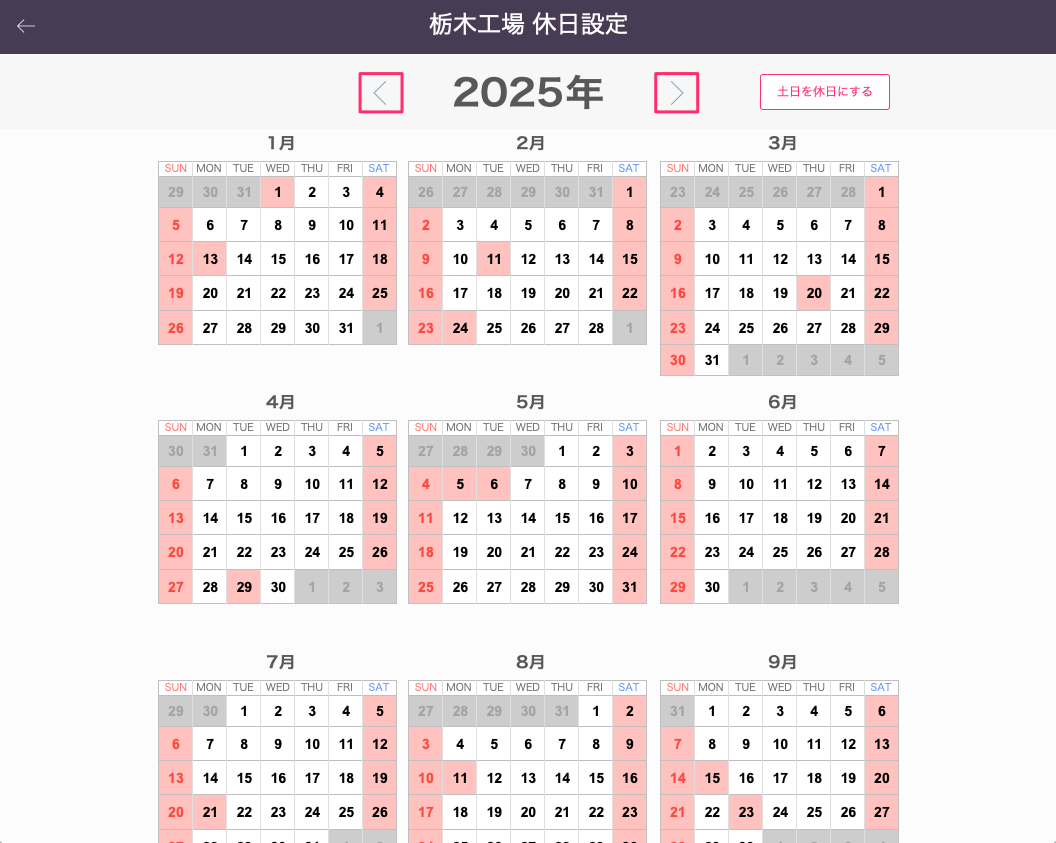 栃木工場 休日設定
2025年
土日を休日にする
1月 2月 3月
SUN MON TUE WED THU FRI SAT SUN MON TUE WED THU FRI SAT SUN MON TUE WED THU FRI SAT
29 30 31 1 2 3 4 26 27 28 29 30 31 1 23 24 25 26 27 28 1
5 6 7 8 9 10 11 2 3 4 5 6 7 8 2 3 4 5 6 7 8
12 13 14 15 16 17 18 9 10 11 12 13 14 15 9 10 11 12 13 14 15
19 20 21 22 23 24 25 16 17 18 19 20 21 22 16 17 18 19 20 21 22
26 27 28 29 30 31 1 23 24 25 26 27 28 1 23 24 25 26 27 28 29
30 31 1 2 3 4 5
4月 5月 6月
SUN MON TUE WED THU FRI SAT SUN MON TUE WED THU FRI SAT SUN MON TUE WED THU FRI SAT
30 31 1 2 3 4 5 27 28 29 30 1 2 3 1 2 3 4 5 6 7
6 7 8 9 10 11 12 4 5 6 7 8 9 10 8 9 10 11 12 13 14
13 14 15 16 17 18 19 11 12 13 14 15 16 17 15 16 17 18 19 20 21
20 21 22 23 24 25 26 18 19 20 21 22 23 24 22 23 24 25 26 27 28
27 28 29 30 1 2 3 25 26 27 28 29 30 31 29 30 1 2 3 4 5
7月 8月 9月
SUN MON TUE WED THU FRI SAT SUN MON TUE WED THU FRI SAT SUN MON TUE WED THU FRI SAT
29 30 1 2 3 4 5 27 28 29 30 31 1 2 31 1 2 3 4 5 6
6 7 8 9 10 11 12 3 4 5 6 7 8 9 7 8 9 10 11 12 13
13 14 15 16 17 18 19 10 11 12 13 14 15 16 14 15 16 17 18 19 20
20 21 22 23 24 25 26 17 18 19 20 21 22 23 21 22 23 24 25 26 27